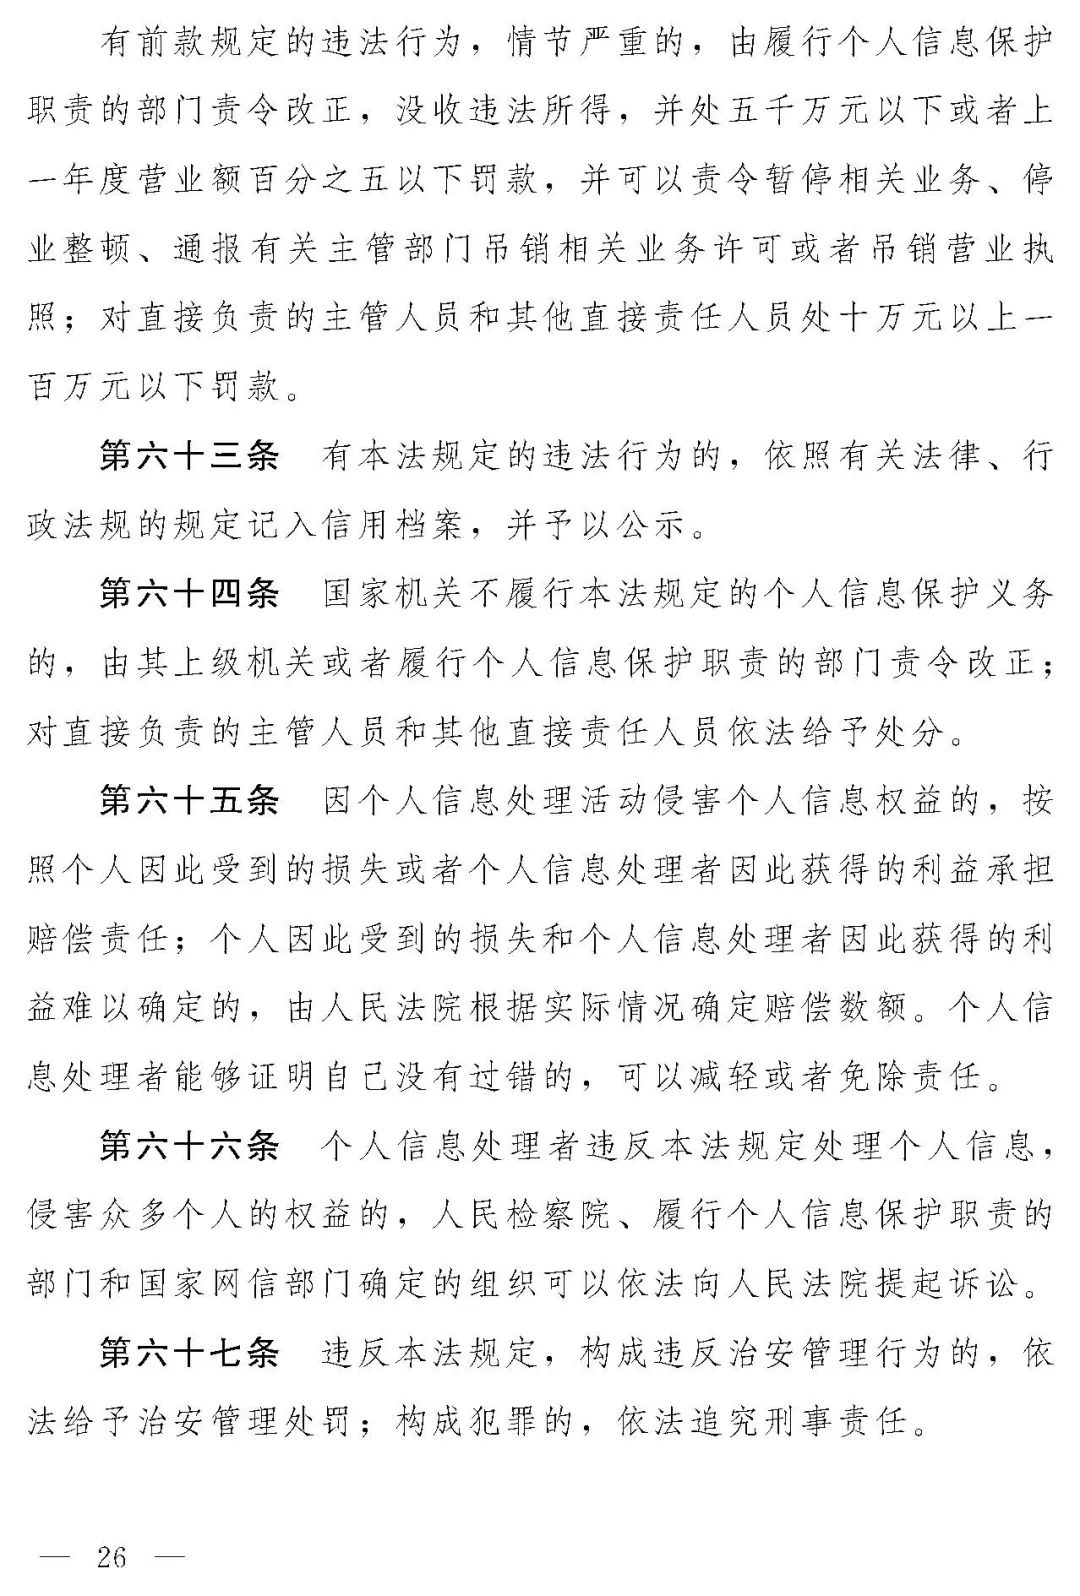 有前款规定的违法行为，情节严重的，由履行个人信息保护
职责的部门责令改正，没收违法所得，并处五千万元以下或者上
一年度营业额百分之五以下罚款，并可以责令暂停相关业务、停
业整顿、通报有关主管部门吊销相关业务许可或者吊销营业执
照；对直接负责的主管人员和其他直接责任人员处十万元以上一
百万元以下罚款。
第六十三条　有本法规定的违法行为的，依照有关法律、行
政法规的规定记入信用档案，并予以公示。
第六十四条　国家机关不履行本法规定的个人信息保护义务
的，由其上级机关或者履行个人信息保护职责的部门责令改正；
对直接负责的主管人员和其他直接责任人员依法给予处分。
第六十五条　因个人信息处理活动侵害个人信息权益的，按
照个人因此受到的损失或者个人信息处理者因此获得的利益承担
赔偿责任；个人因此受到的损失和个人信息处理者因此获得的利
益难以确定的，由人民法院根据实际情况确定赔偿数额。个人信
息处理者能够证明自己没有过错的，可以减轻或者免除责任。
第六十六条　个人信息处理者违反本法规定处理个人信息，
侵害众多个人的权益的，人民检察院、履行个人信息保护职责的
部门和国家网信部门确定的组织可以依法向人民法院提起诉讼。
第六十七条　违反本法规定，构成违反治安管理行为的，依
法给予治安管理处罚；构成犯罪的，依法追究刑事责任。
— 26 —